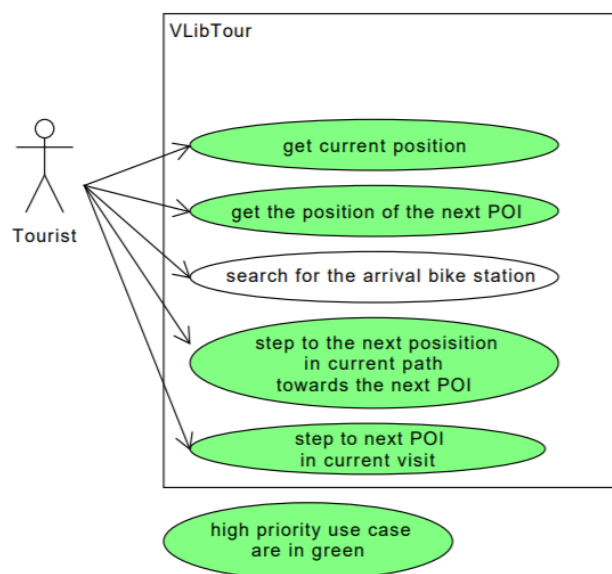 VLibTour
get current position
get the position of the next POI
Tourist
search for the arrival bike station
step to the next posisition
in current path
towards the next POI
step to next POI
in current visit
high priority use case
are in green